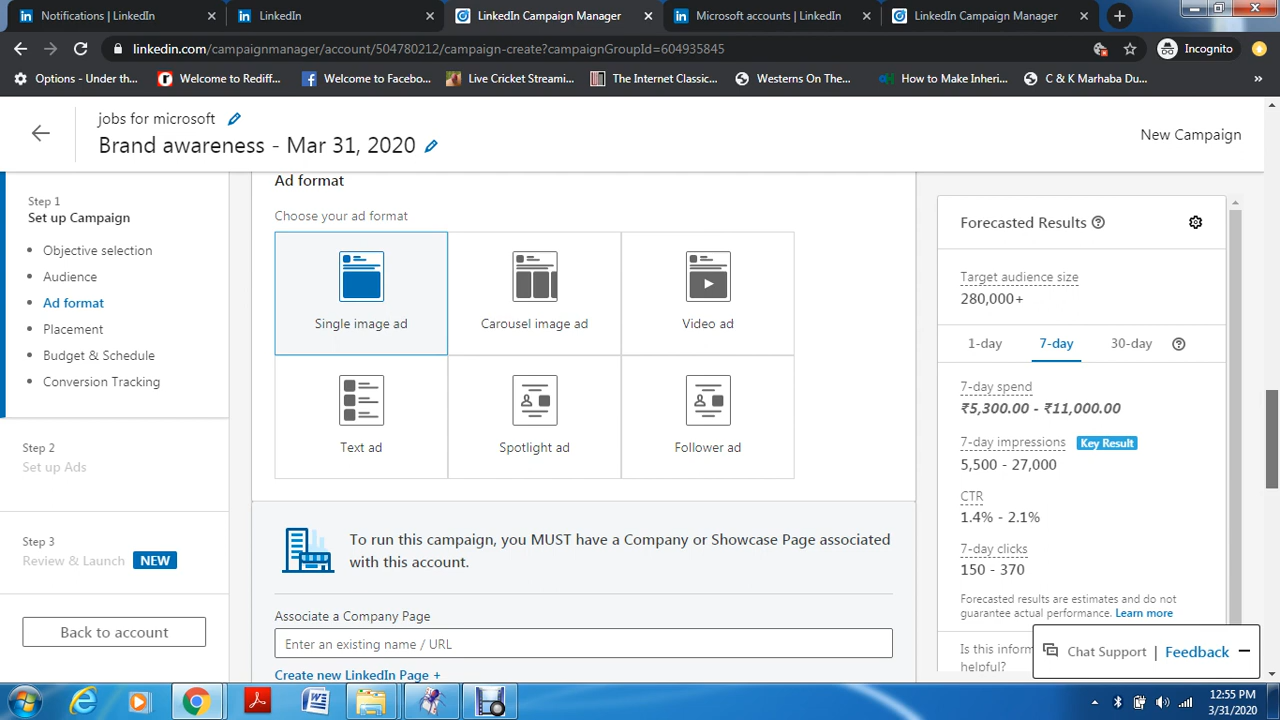 Notifications | LinkedIn
LinkedIn
LinkedIn Campaign Manager
Microsoft accounts | LinkedIn
LinkedIn Campaign Manager
linkedin.com/campaignmanager/account/504780212/campaign-create?campaignGroupId=604935845
Incognito
Options - Under th...
Welcome to Rediff...
Welcome to Facebo...
Live Cricket Streami...
The Internet Classic...
Westerns On The...
How to Make Inheri...
C & K Marhaba Du...
jobs for microsoft
Brand awareness - Mar 31, 2020
New Campaign
Step 1
Set up Campaign
Objective selection
Audience
Ad format
Placement
Budget & Schedule
Conversion Tracking
Step 2
Set up Ads
Step 3
Review & Launch NEW
Back to account
Ad format
Choose your ad format
Single image ad
Carousel image ad
Video ad
Text ad
Spotlight ad
Follower ad
To run this campaign, you MUST have a Company or Showcase Page associated
with this account.
Associate a Company Page
Enter an existing name / URL
Create new LinkedIn Page +
Forecasted Results
Target audience size
280,000+
1-day 7-day 30-day
7-day spend
₹5,300.00 - ₹11,000.00
7-day impressions Key Result
5,500 - 27,000
CTR
1.4% - 2.1%
7-day clicks
150 - 370
Forecasted results are estimates and do not
guarantee actual performance. Learn more
Is this inform
helpful?
Chat Support | Feedback
12:55 PM
3/31/2020